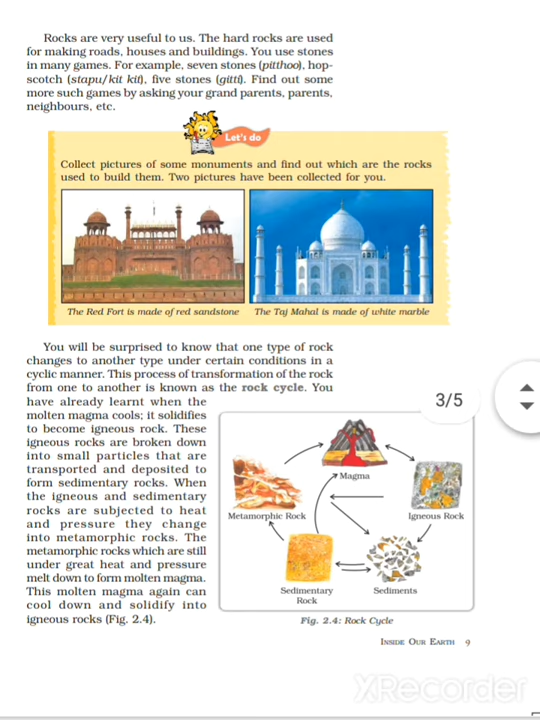 Rocks are very useful to us. The hard rocks are used
for making roads, houses and buildings. You use stones
in many games. For example, seven stones (pitthoo), hop-
scotch (stapu/kit kit), five stones (gitti). Find out some
more such games by asking your grand parents, parents,
neighbours, etc.
Let's do
Collect pictures of some monuments and find out which are the rocks
used to build them. Two pictures have been collected for you.
The Red Fort is made of red sandstone
The Taj Mahal is made of white marble
You will be surprised to know that one type of rock
changes to another type under certain conditions in a
cyclic manner. This process of transformation of the rock
from one to another is known as the rock cycle. You
have already learnt when the
molten magma cools; it solidifies
to become igneous rock. These
igneous rocks are broken down
into small particles that are
transported and deposited to
form sedimentary rocks. When
the igneous and sedimentary
rocks are subjected to heat
and pressure they change
into metamorphic rocks. The
metamorphic rocks which are still
under great heat and pressure
melt down to form molten magma.
This molten magma again can
cool down and solidify into
igneous rocks (Fig. 2.4).
3/5
Magma
Metamorphic Rock
Igneous Rock
Sedimentary
Rock
Sediments
Fig. 2.4: Rock Cycle
INSIDE OUR EARTH 9
XRecorder